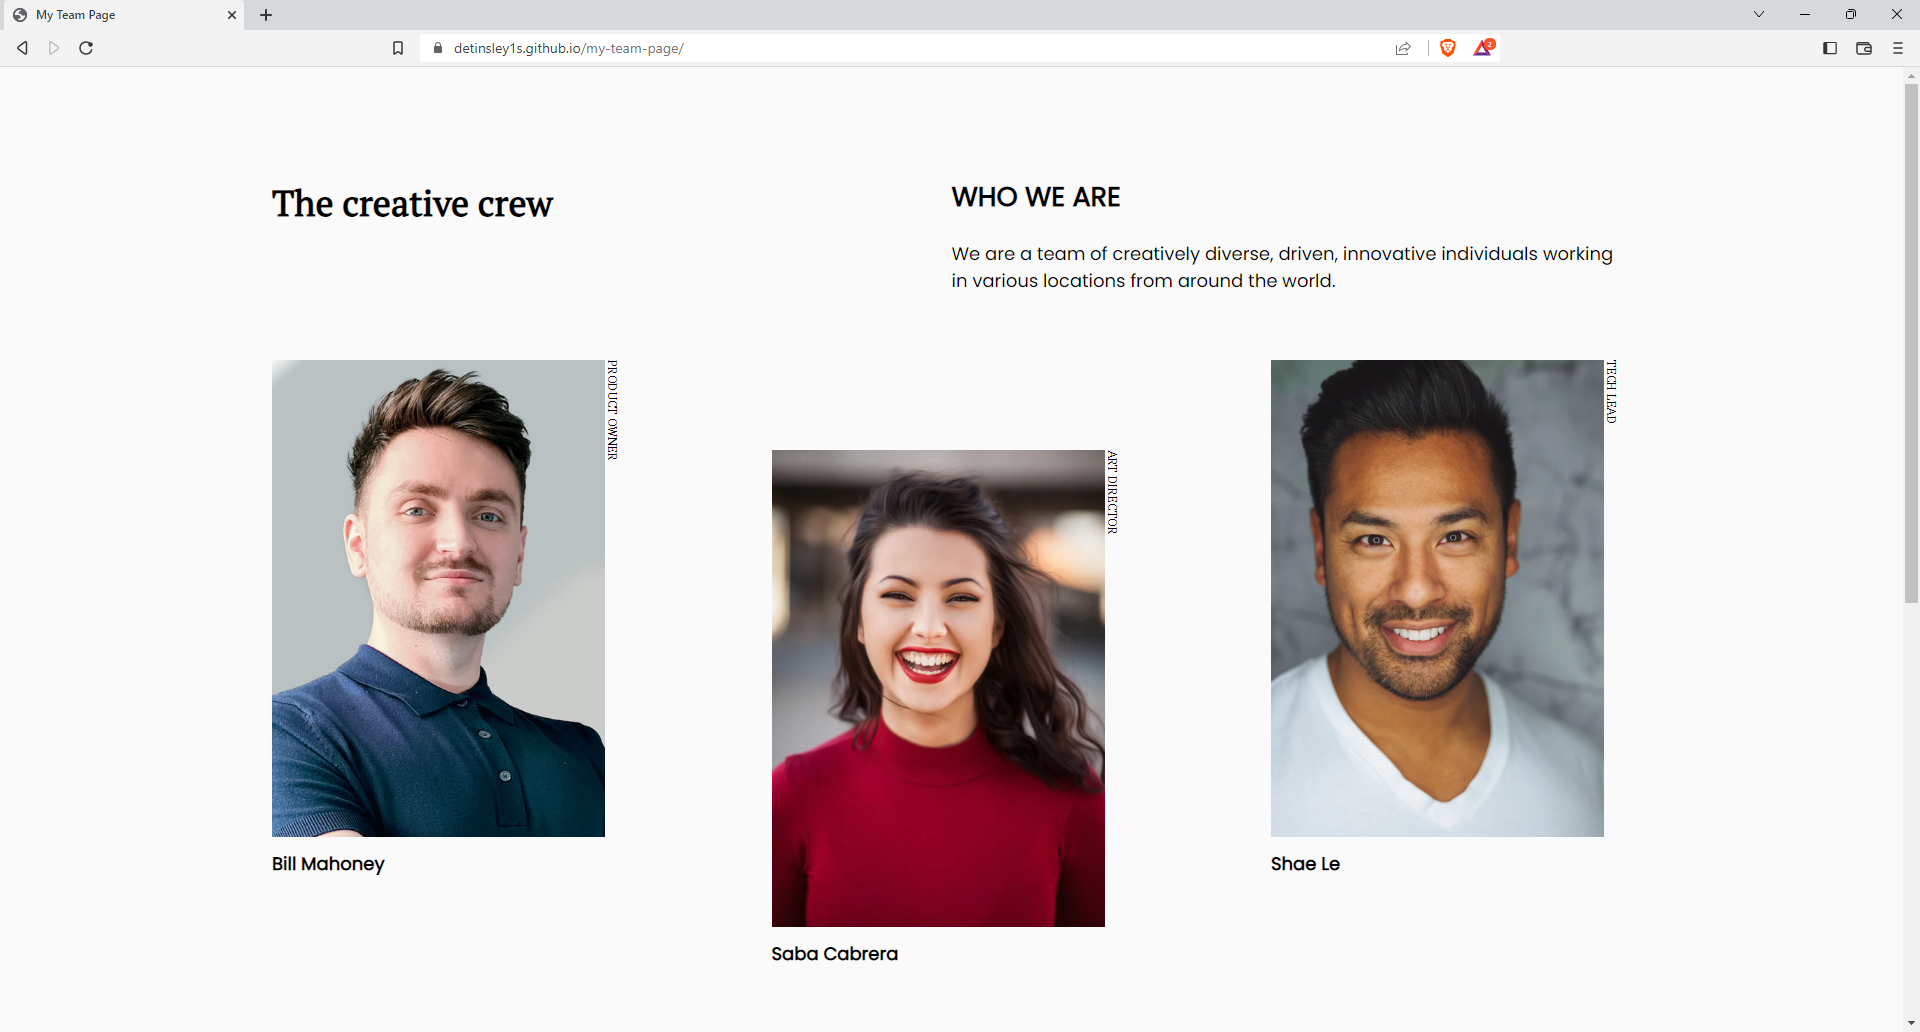 My Team Page
detinsley1s.github.io/my-team-page/
2
The creative crew
WHO WE ARE
We are a team of creatively diverse, driven, innovative individuals working
in various locations from around the world.
PRODUCT OWNER
Bill Mahoney
ART DIRECTOR
Saba Cabrera
TECH LEAD
Shae Le